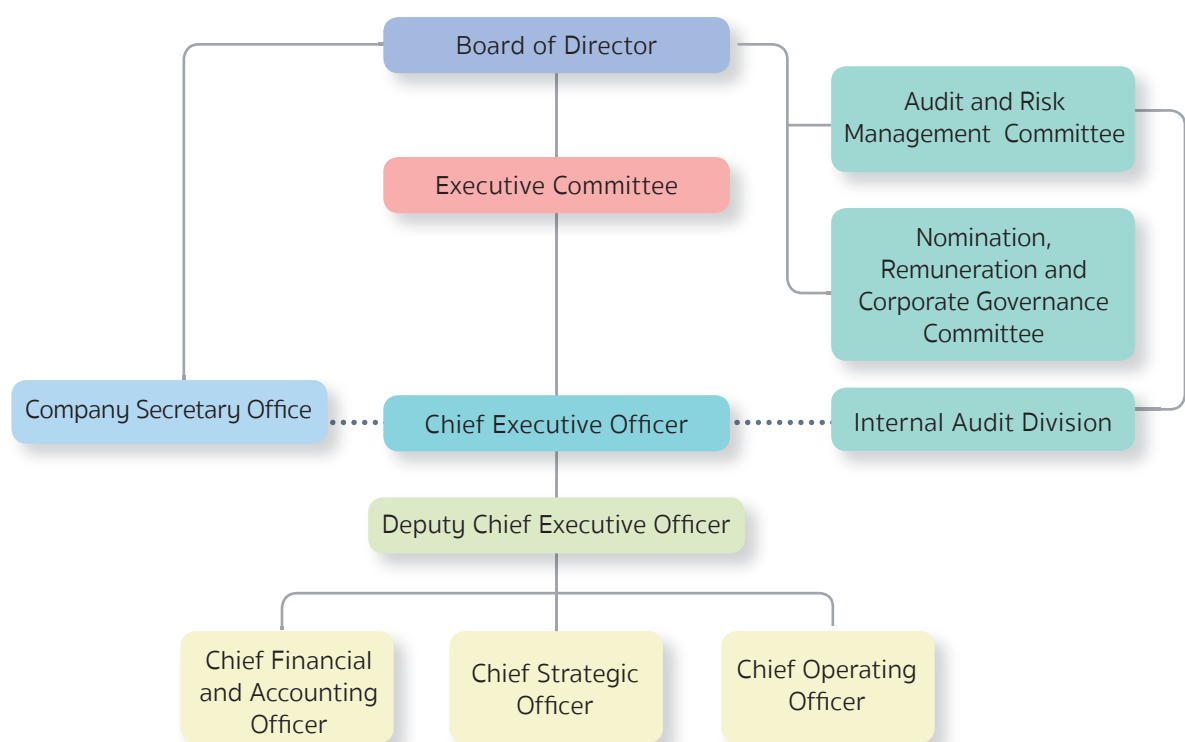 Board of Director
Audit and Risk
Management Committee
Executive Committee
Nomination,
Remuneration and
Corporate Governance
Committee
Company Secretary Office
Chief Executive Officer
Internal Audit Division
Deputy Chief Executive Officer
Chief Financial
and Accounting
Officer
Chief Strategic
Officer
Chief Operating
Officer